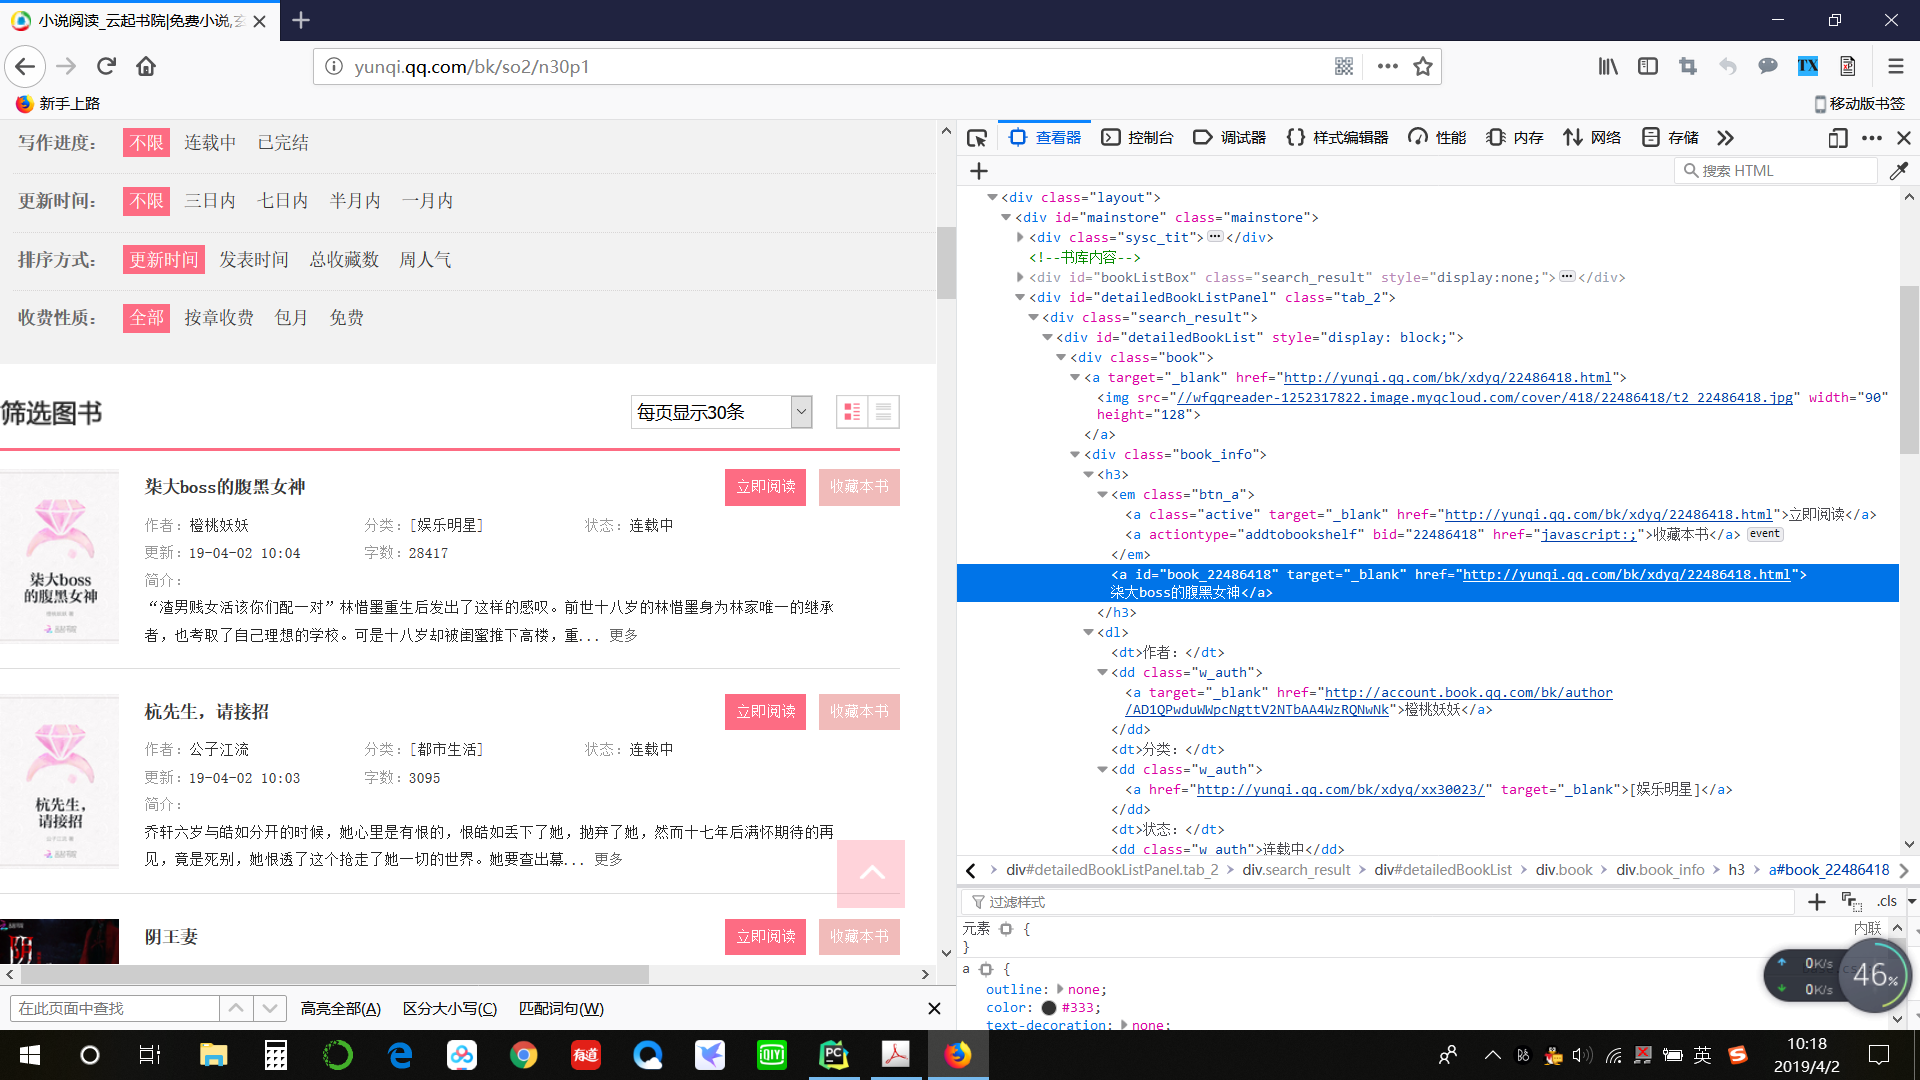 小说阅读_云起书院|免费小说,玄
yunqi.qq.com/bk/so2/n30p1
新手上路
移动版书签
写作进度： 不限 连载中 已完结
更新时间： 不限 三日内 七日内 半月内 一月内
排序方式： 更新时间 发表时间 总收藏数 周人气
收费性质： 全部 按章收费 包月 免费
筛选图书 每页显示30条
柒大boss的腹黑女神 立即阅读 收藏本书
作者：橙桃妖妖 分类：[娱乐明星] 状态：连载中
更新：19-04-02 10:04 字数：28417
简介：
“渣男贱女活该你们配一对”林惜墨重生后发出了这样的感叹。前世十八岁的林惜墨身为林家唯一的继承
者，也考取了自己理想的学校。可是十八岁却被闺蜜推下高楼，重... 更多
柒大boss
的腹黑女神
杭先生，请接招 立即阅读 收藏本书
作者：公子江流 分类：[都市生活] 状态：连载中
更新：19-04-02 10:03 字数：3095
简介：
乔轩六岁与皓如分开的时候，她心里是有恨的，恨皓如丢下了她，抛弃了她，然而十七年后满怀期待的再
见，竟是死别，她恨透了这个抢走了她一切的世界。她要查出幕... 更多
杭先生，
请接招
阴王妻 立即阅读 收藏本书
阴
在此页面中查找 高亮全部(A) 区分大小写(C) 匹配词句(W)
查看器 控制台 调试器 样式编辑器 性能 内存 网络 存储
搜索 HTML
<div class="layout">
<div id="mainstore" class="mainstore">
<div class="sysc_tit">•••</div>
<!--书库内容-->
<div id="bookListBox" class="search_result" style="display:none;">•••</div>
<div id="detailedBookListPanel" class="tab_2">
<div class="search_result">
<div id="detailedBookList" style="display: block;">
<div class="book">
<a target="_blank" href="http://yunqi.qq.com/bk/xdyq/22486418.html">
<img src="//wfqqreader-1252317822.image.myqcloud.com/cover/418/22486418/t2_22486418.jpg" width="90"
height="128">
</a>
<div class="book_info">
<h3>
<em class="btn_a">
<a class="active" target="_blank" href="http://yunqi.qq.com/bk/xdyq/22486418.html">立即阅读</a>
<a actiontype="addtobookshelf" bid="22486418" href="javascript:;">收藏本书</a> event
</em>
<a id="book_22486418" target="_blank" href="http://yunqi.qq.com/bk/xdyq/22486418.html">
柒大boss的腹黑女神</a>
</h3>
<dl>
<dt>作者：</dt>
<dd class="w_auth">
<a target="_blank" href="http://account.book.qq.com/bk/author
/AD1QPwduWWpcNgttV2NTbAA4WzRQNwNk">橙桃妖妖</a>
</dd>
<dt>分类：</dt>
<dd class="w_auth">
<a href="http://yunqi.qq.com/bk/xdyq/xx30023/" target="_blank">[娱乐明星]</a>
</dd>
<dt>状态：</dt>
<dd class="w_auth">连载中</dd>
div#detailedBookListPanel.tab_2 div.search_result div#detailedBookList div.book div.book_info h3 a#book_22486418
过滤样式 .cls
元素 { 内联
}
a {
outline: none;
color: #333;
text-decoration: none;
0K/s
0K/s
46%
有道 iQIYI PC 英
10:18
2019/4/2